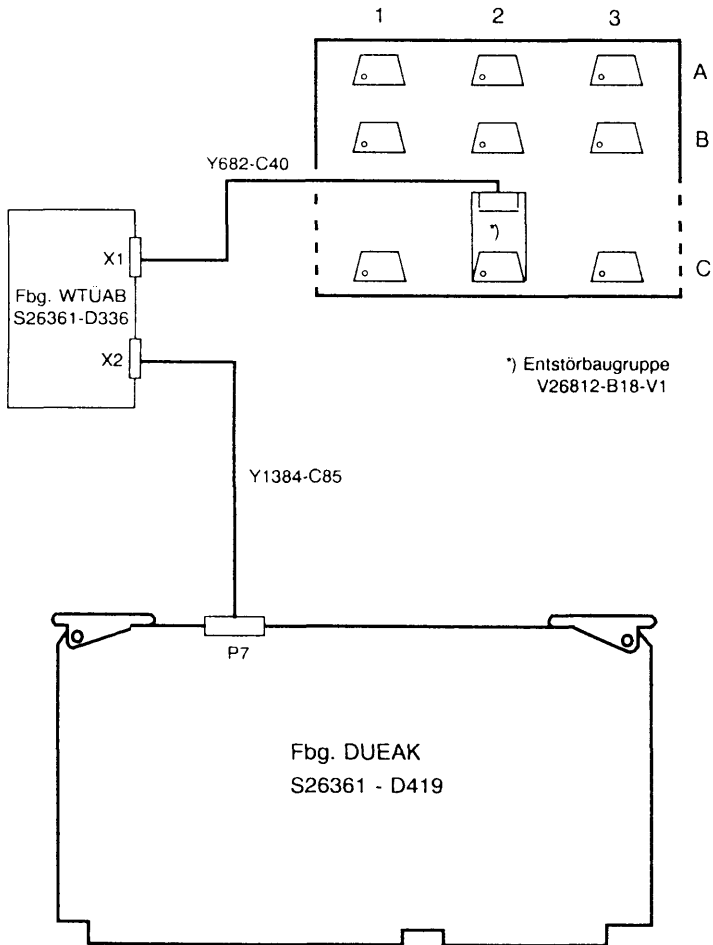 1 2 3
A
B
Y682-C40
*)
X1
C
Fbg. WTÜAB
S26361-D336
X2
*) Entstörbaugruppe
V26812-B18-V1
Y1384-C85
P7
Fbg. DUEAK
S26361 - D419